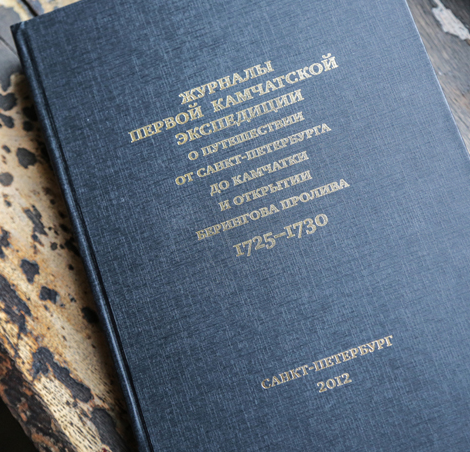 ЖУРНАЛЫ
ПЕРВОЙ КАМЧАТСКОЙ
ЭКСПЕДИЦИИ
О ПУТЕШЕСТВИИ
ОТ САНКТ-ПЕТЕРБУРГА
ДО КАМЧАТКИ
И ОТКРЫТИИ
БЕРИНГОВА ПРОЛИВА
1725–1730
САНКТ-ПЕТЕРБУРГ
2012